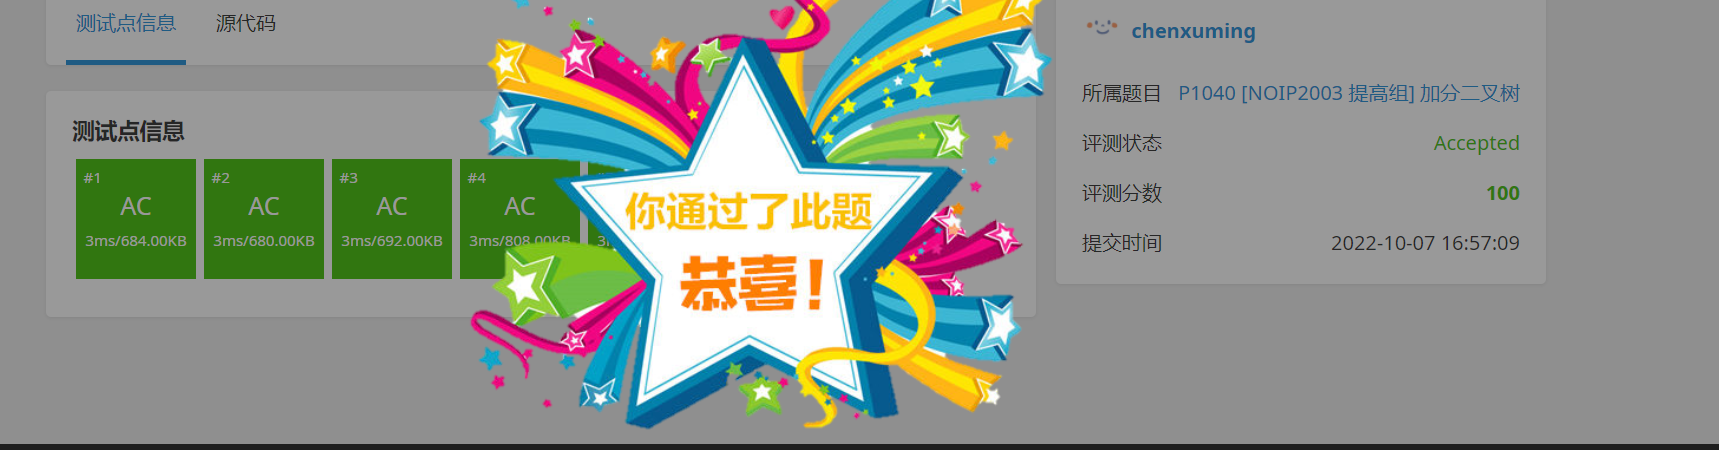 测试点信息
源代码
测试点信息
#1
AC
3ms/684.00KB
#2
AC
3ms/680.00KB
#3
AC
3ms/692.00KB
#4
AC
3ms/808.00KB
你通过了此题
恭喜!
chenxuming
所属题目 P1040 [NOIP2003 提高组] 加分二叉树
评测状态 Accepted
评测分数 100
提交时间 2022-10-07 16:57:09